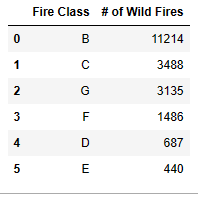 Fire Class # of Wild Fires
0 B 11214
1 C 3488
2 G 3135
3 F 1486
4 D 687
5 E 440